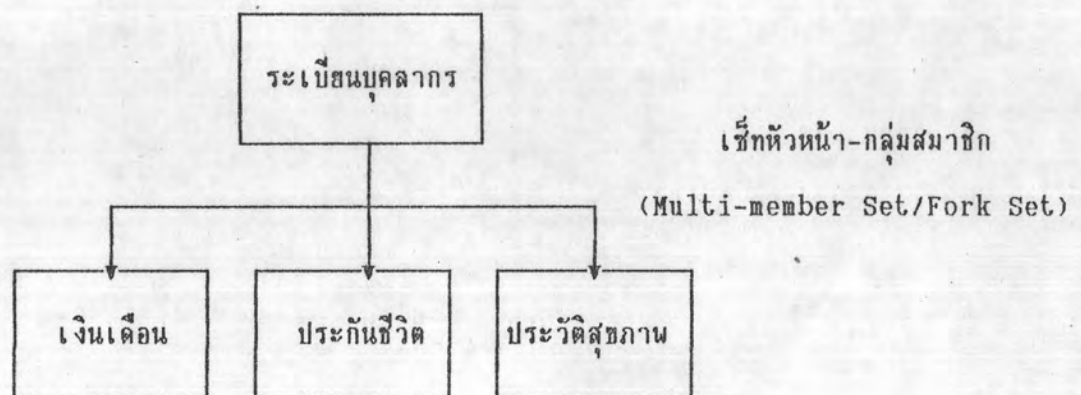 ระเบียนบุคลากร
เซ็ทหัวหน้า-กลุ่มสมาชิก
(Multi-member Set/Fork Set)
เงินเดือน
ประกันชีวิต
ประวัติสุขภาพ